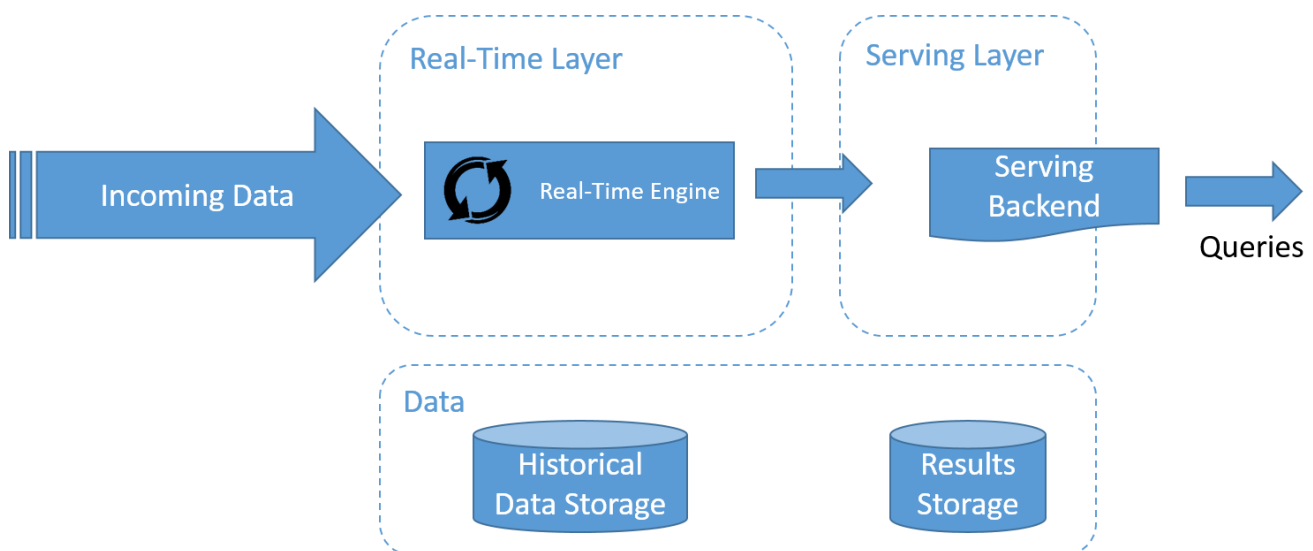 Real-Time Layer
Serving Layer
Incoming Data
Real-Time Engine
Serving
Backend
Queries
Data
Historical
Data Storage
Results
Storage